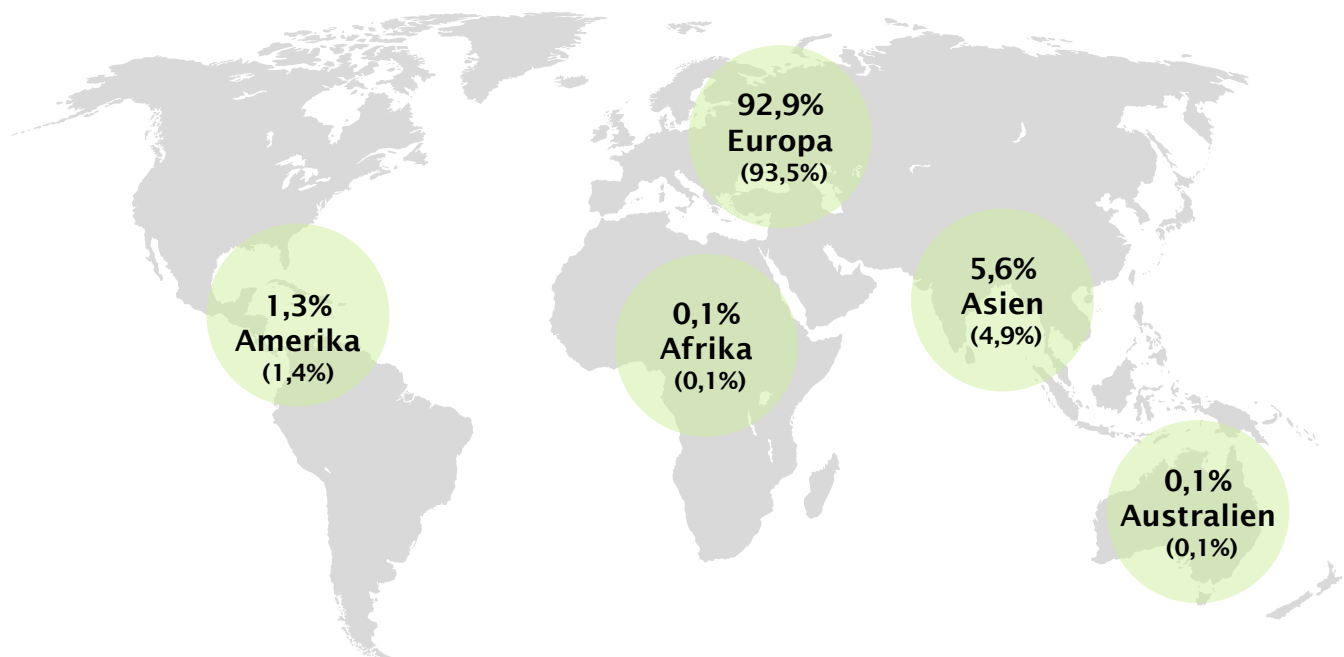 92,9%
Europa
(93,5%)
1,3%
Amerika
(1,4%)
0,1%
Afrika
(0,1%)
5,6%
Asien
(4,9%)
0,1%
Australien
(0,1%)